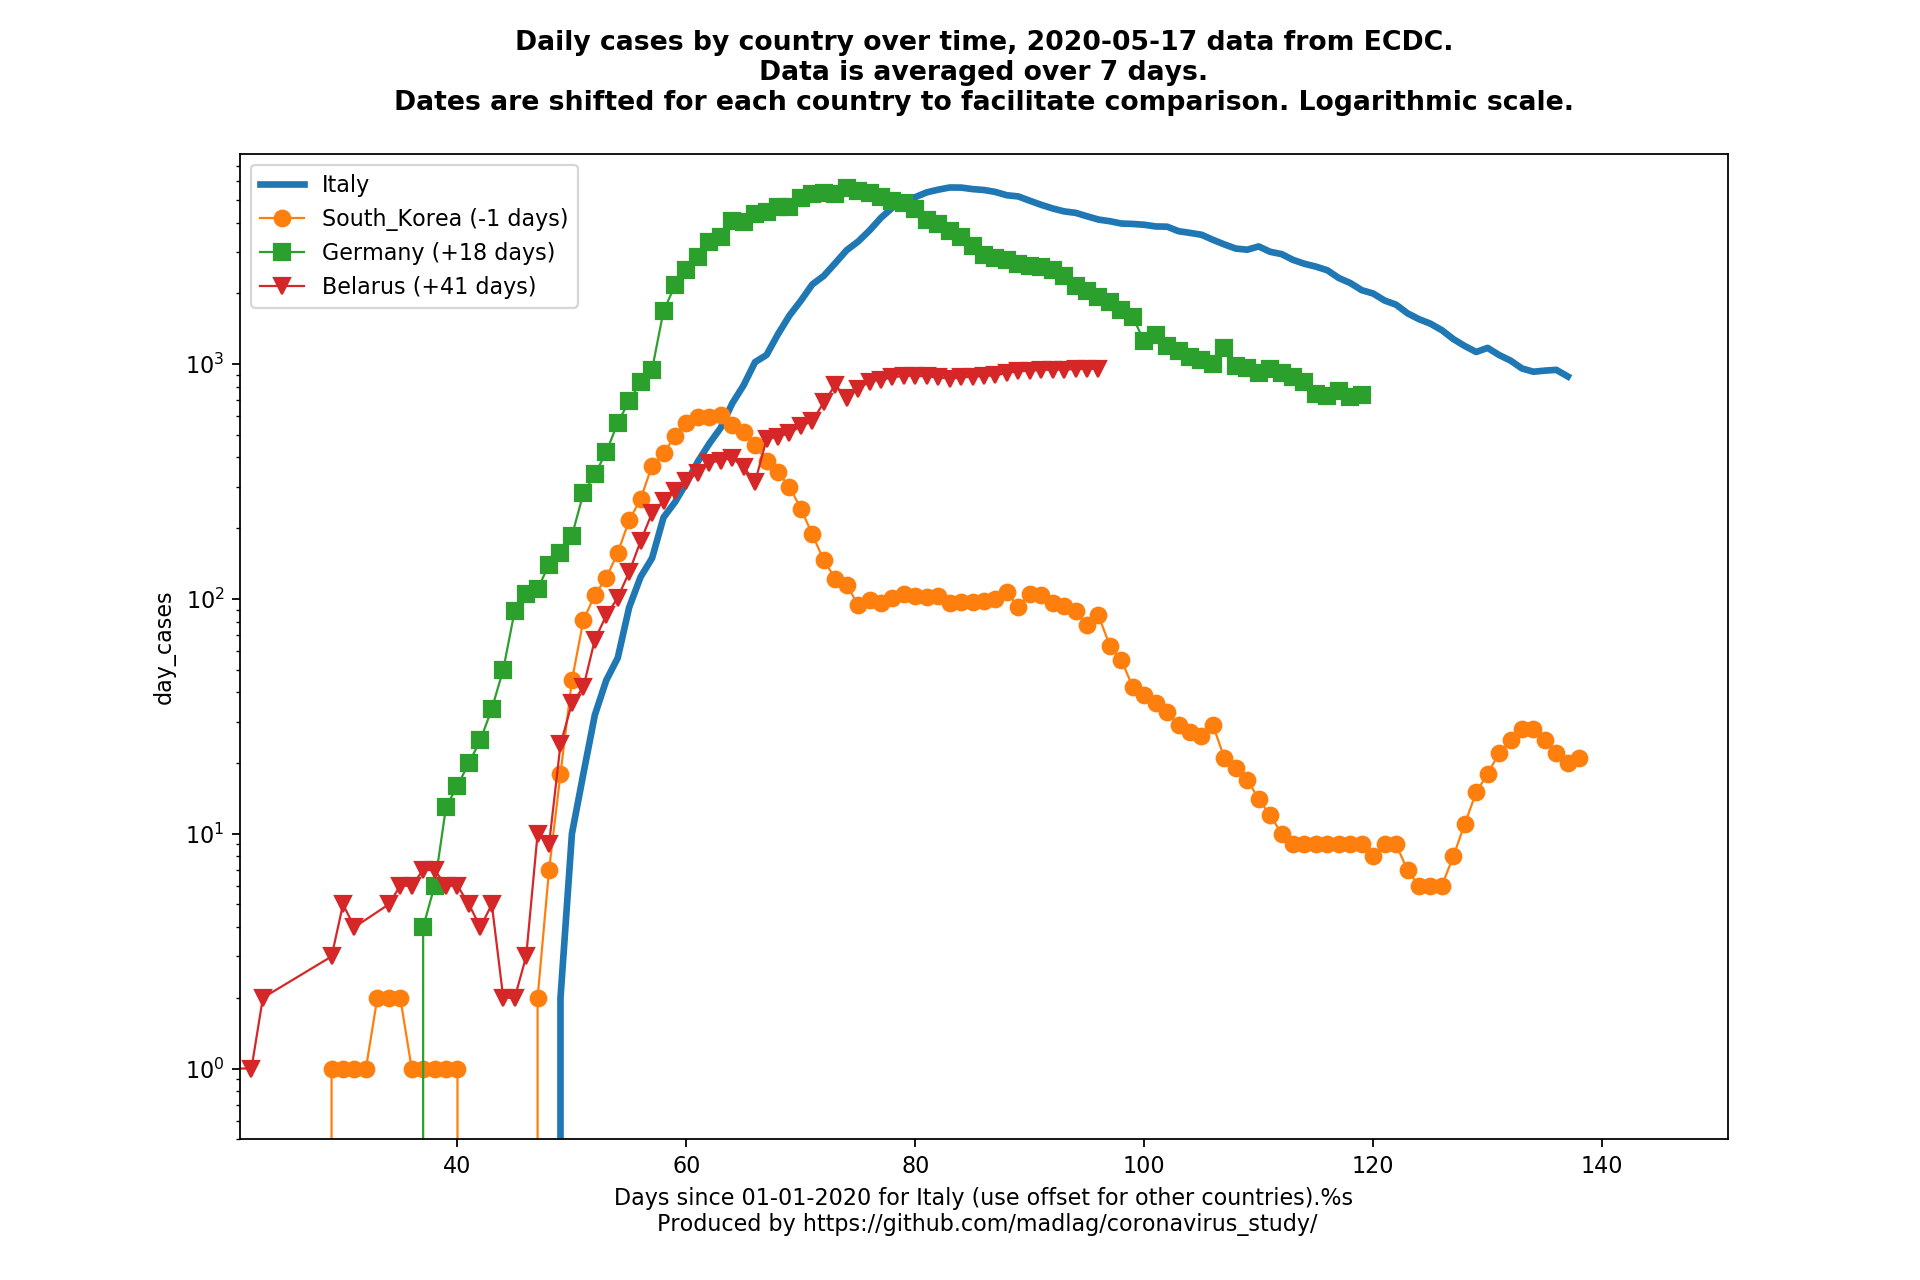 Daily cases by country over time, 2020-05-17 data from ECDC.
Data is averaged over 7 days.
Dates are shifted for each country to facilitate comparison. Logarithmic scale.
Italy
South_Korea (-1 days)
Germany (+18 days)
Belarus (+41 days)
10³
10²
10¹
10⁰
day_cases
40 60 80 100 120 140
Days since 01-01-2020 for Italy (use offset for other countries).%s
Produced by https://github.com/madlag/coronavirus_study/